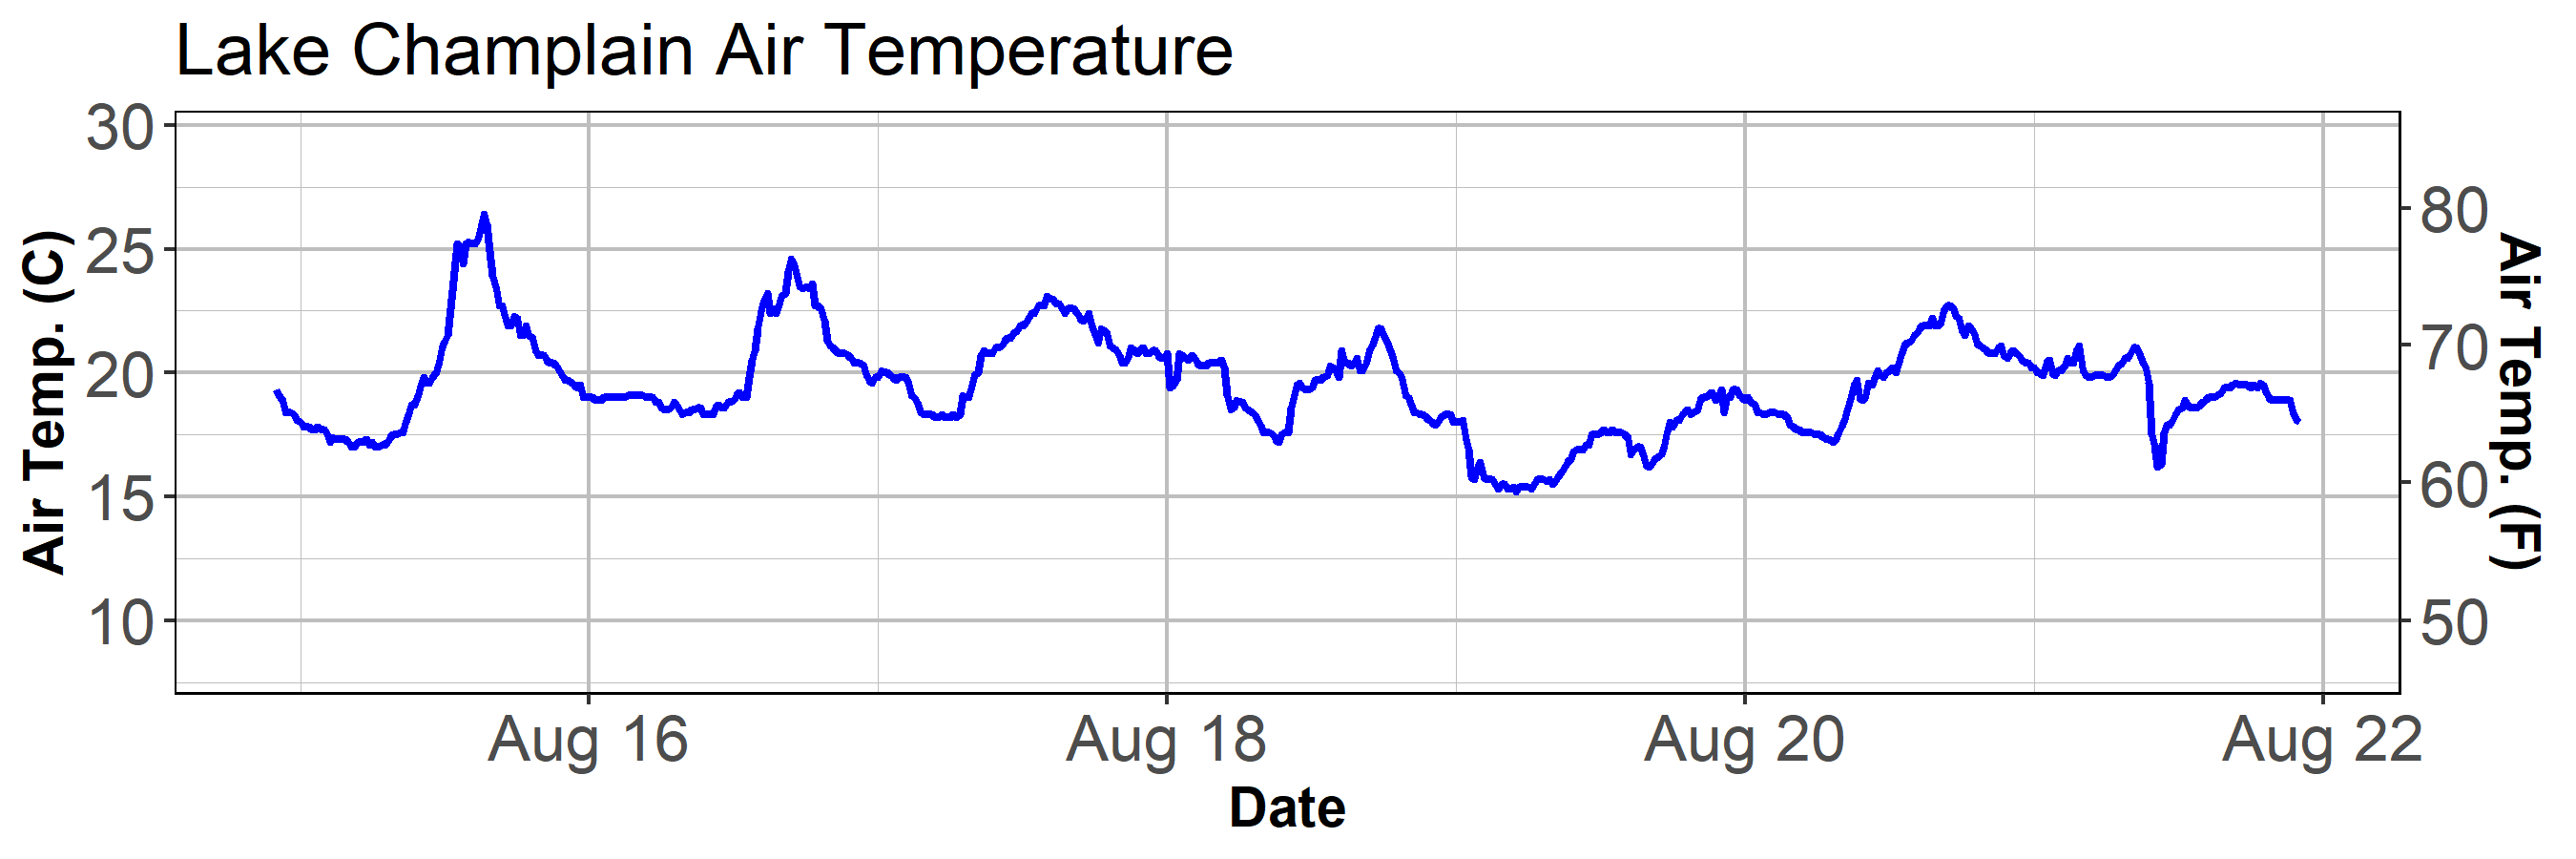 Lake Champlain Air Temperature
Air Temp. (C)
30
25
20
15
10
80
70
60
50
Air Temp. (F)
Aug 16 Aug 18 Aug 20 Aug 22
Date